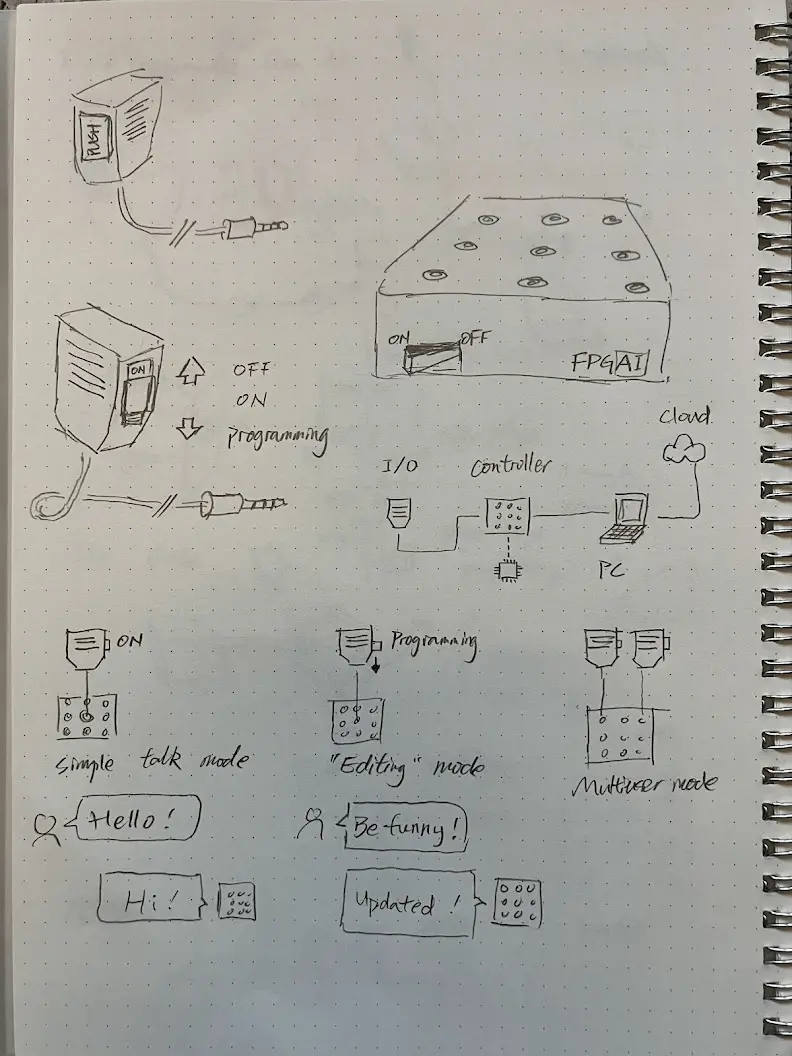 PUSH
ON OFF
FPGAI
ON
OFF
ON
programming
Cloud
I/O
Controller
PC
ON
Simple talk mode
Hello!
Hi!
Programming
"Editing" mode
Be funny!
Updated!
Multiuser mode